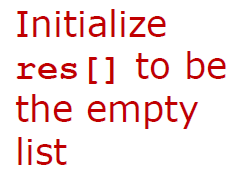 Initialize
res[] to be
the empty
list